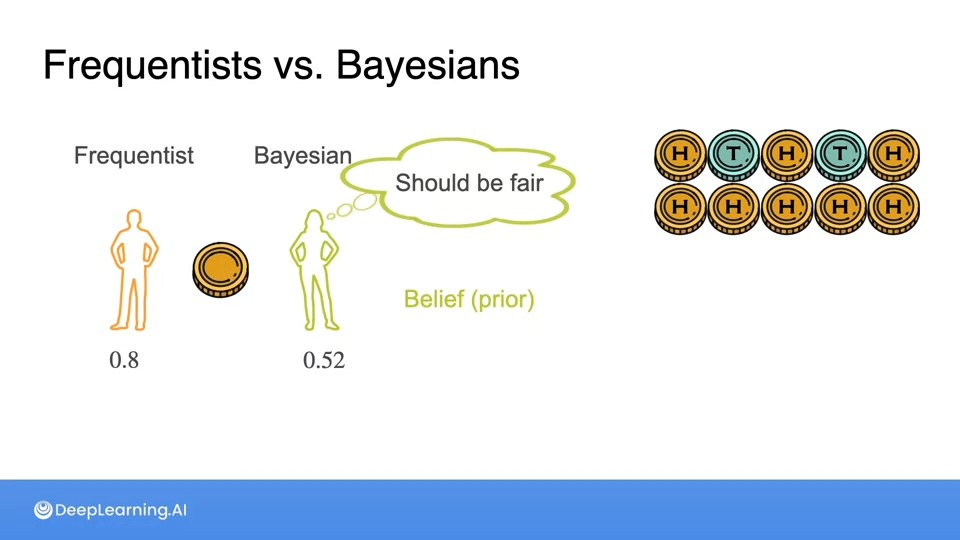 Frequentists vs. Bayesians
Frequentist
Bayesian
Should be fair
H T H T H
H H H H H
Belief (prior)
0.8
0.52
DeepLearning.AI